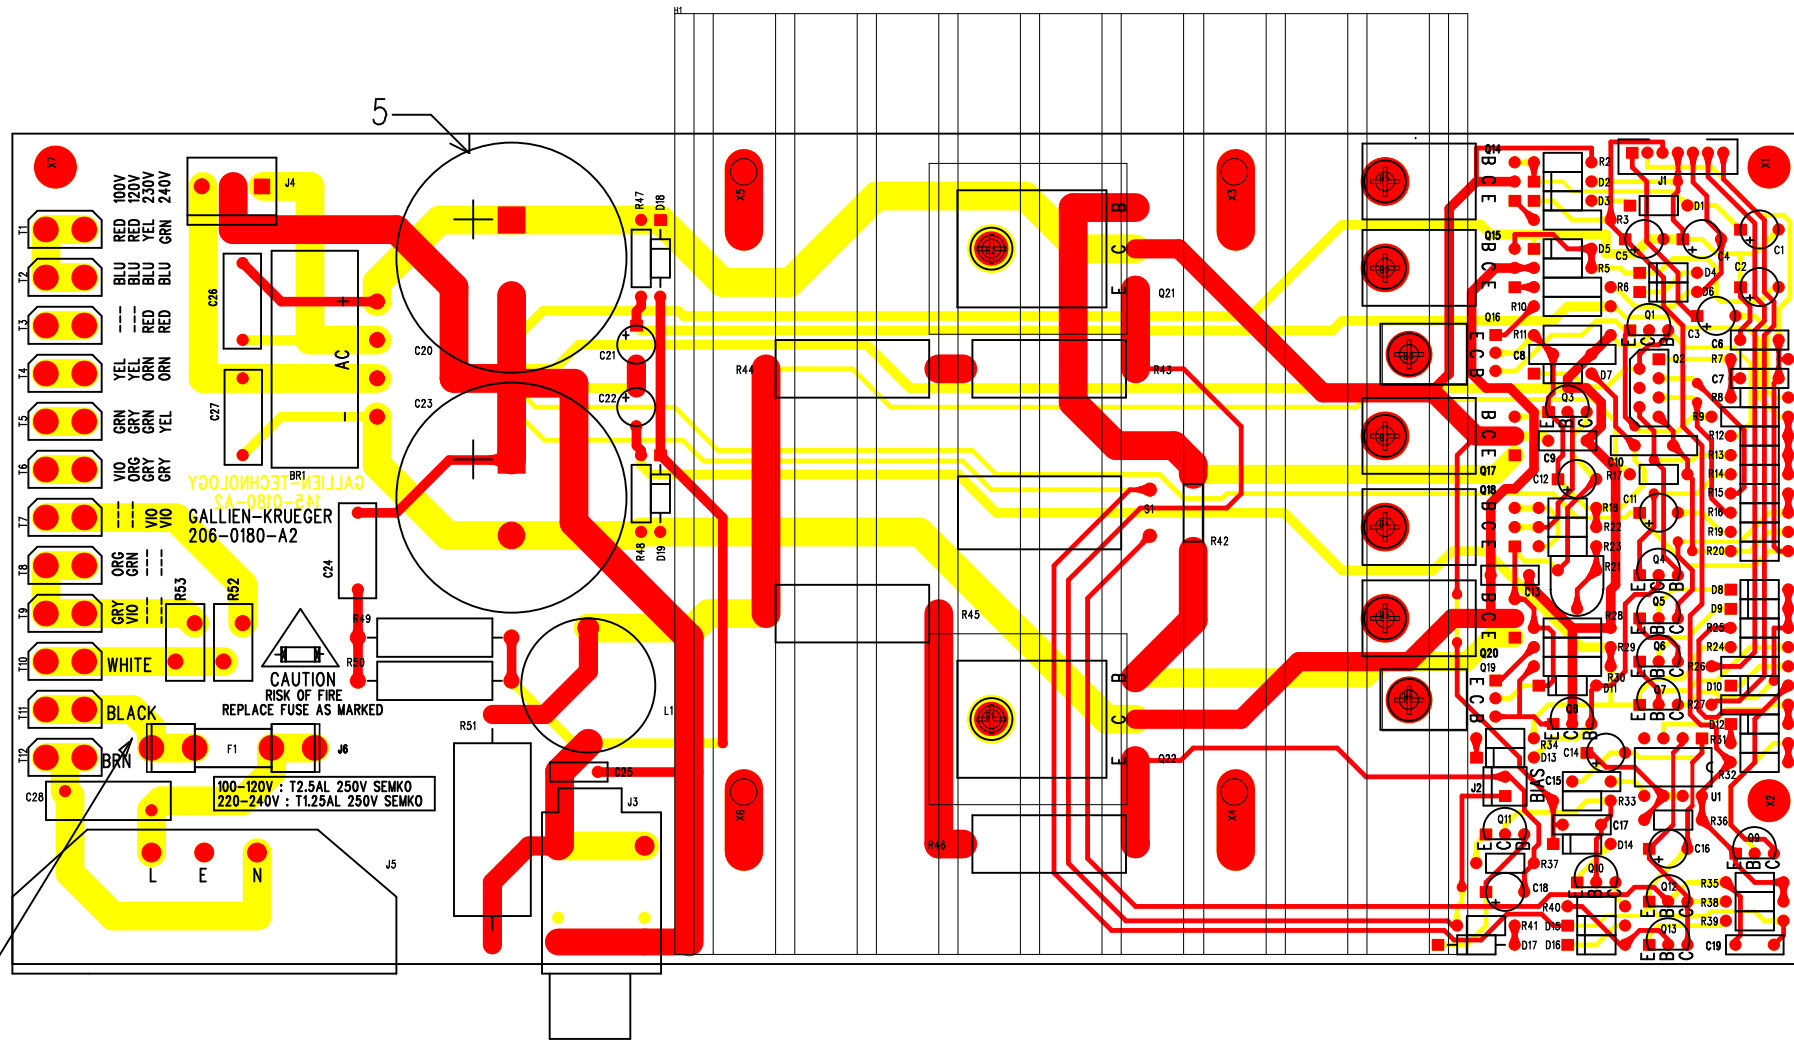 H1
5
X7
100V
120V
230V
240V
J4
T1
RED
RED
YEL
GRN
T2
BLU
BLU
BLU
BLU
T3
---
---
RED
RED
T4
YEL
YEL
ORN
ORN
T5
GRN
GRY
GRN
YEL
T6
VIO
ORG
GRY
GRY
T7
---
---
VIO
VIO
T8
ORG
GRN
---
---
T9
GRY
VIO
---
---
T10
WHITE
T11
BLACK
T12
BRN
C26
C27
+
AC
-
BR1
GALLIEN-TECHNOLOGY
145-0180-A2
GALLIEN-KRUEGER
206-0180-A2
C24
R53
R52
CAUTION
RISK OF FIRE
REPLACE FUSE AS MARKED
F1
J6
100-120V : T2.5AL 250V SEMKO
220-240V : T1.25AL 250V SEMKO
C28
L
E
N
J5
C20
C23
R47
D18
C21
C22
R48
D19
R49
R50
R51
L1
C25
J3
X5
X3
X6
X4
R44
R43
R45
R46
R42
S1
B
C
E
Q21
B
C
E
Q22
Q14
B
C
E
Q15
B
C
E
Q16
E
C
B
B
C
E
Q17
Q18
B
C
E
B
C
E
Q20
Q19
E
C
B
R2
D2
D3
R3
D5
R5
R6
R10
R11
C8
D7
J1
D1
X1
C5
C4
C1
D4
D6
C2
C3
Q1
E
C
B
C6
Q2
R7
C7
R8
R9
Q3
E
B
C
C9
C10
R12
R13
R14
R15
R16
R19
R20
C12
R17
C11
R18
R22
R23
R21
Q4
E
C
B
C13
R28
Q5
E
B
C
D8
D9
R25
R24
R26
R29
R30
D11
Q6
E
B
C
Q7
E
B
C
D10
R27
D12
R31
R32
Q8
E
C
B
R34
D13
C14
C
J2
BIAS
C15
R33
U1
R36
X2
Q11
E
C
B
C17
D14
C16
Q9
E
B
C
R37
C18
Q10
E
B
C
Q12
E
B
C
R35
R38
R39
R40
R41
D15
D17
D16
Q13
E
B
C
C19